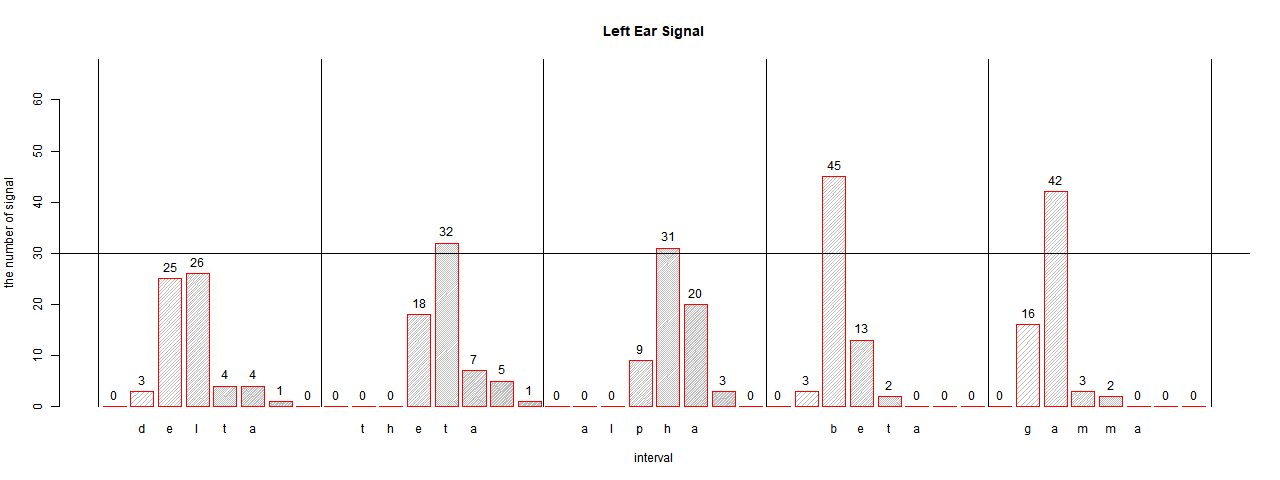 Left Ear Signal
the number of signal
60
50
40
30
20
10
0
0 3 25 26 4 4 1 0
0 0 0 18 32 7 5 1
0 0 0 9 31 20 3 0
0 3 45 13 2 0 0 0
0 16 42 3 2 0 0 0
d e l t a t h e t a a l p h a b e t a g a m m a
interval